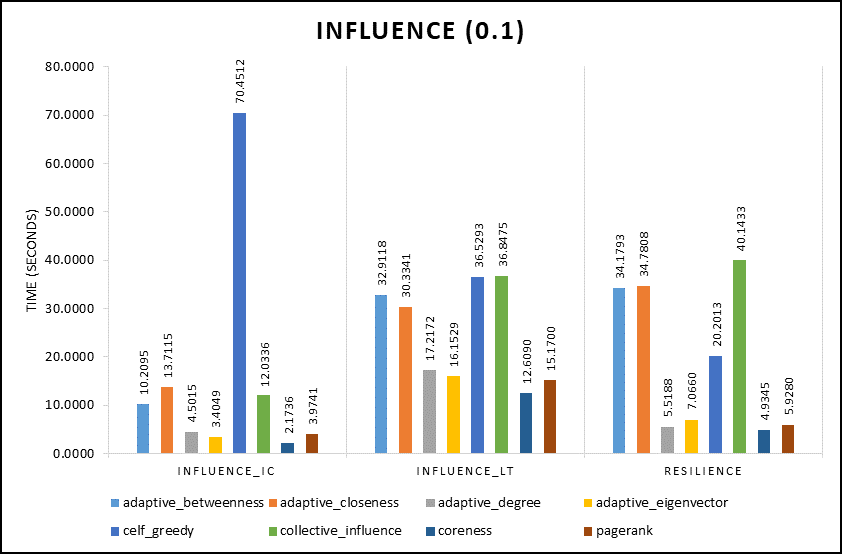 INFLUENCE (0.1)
TIME (SECONDS)
80.0000
70.0000
60.0000
50.0000
40.0000
30.0000
20.0000
10.0000
0.0000
10.2095
13.7115
4.5015
3.4049
70.4512
12.0336
2.1736
3.9741
32.9118
30.3341
17.2172
16.1529
36.5293
36.8475
12.6090
15.1700
34.1793
34.7808
5.5188
7.0660
20.2013
40.1433
4.9345
5.9280
INFLUENCE_IC
INFLUENCE_LT
RESILIENCE
adaptive_betweenness
adaptive_closeness
adaptive_degree
adaptive_eigenvector
celf_greedy
collective_influence
coreness
pagerank